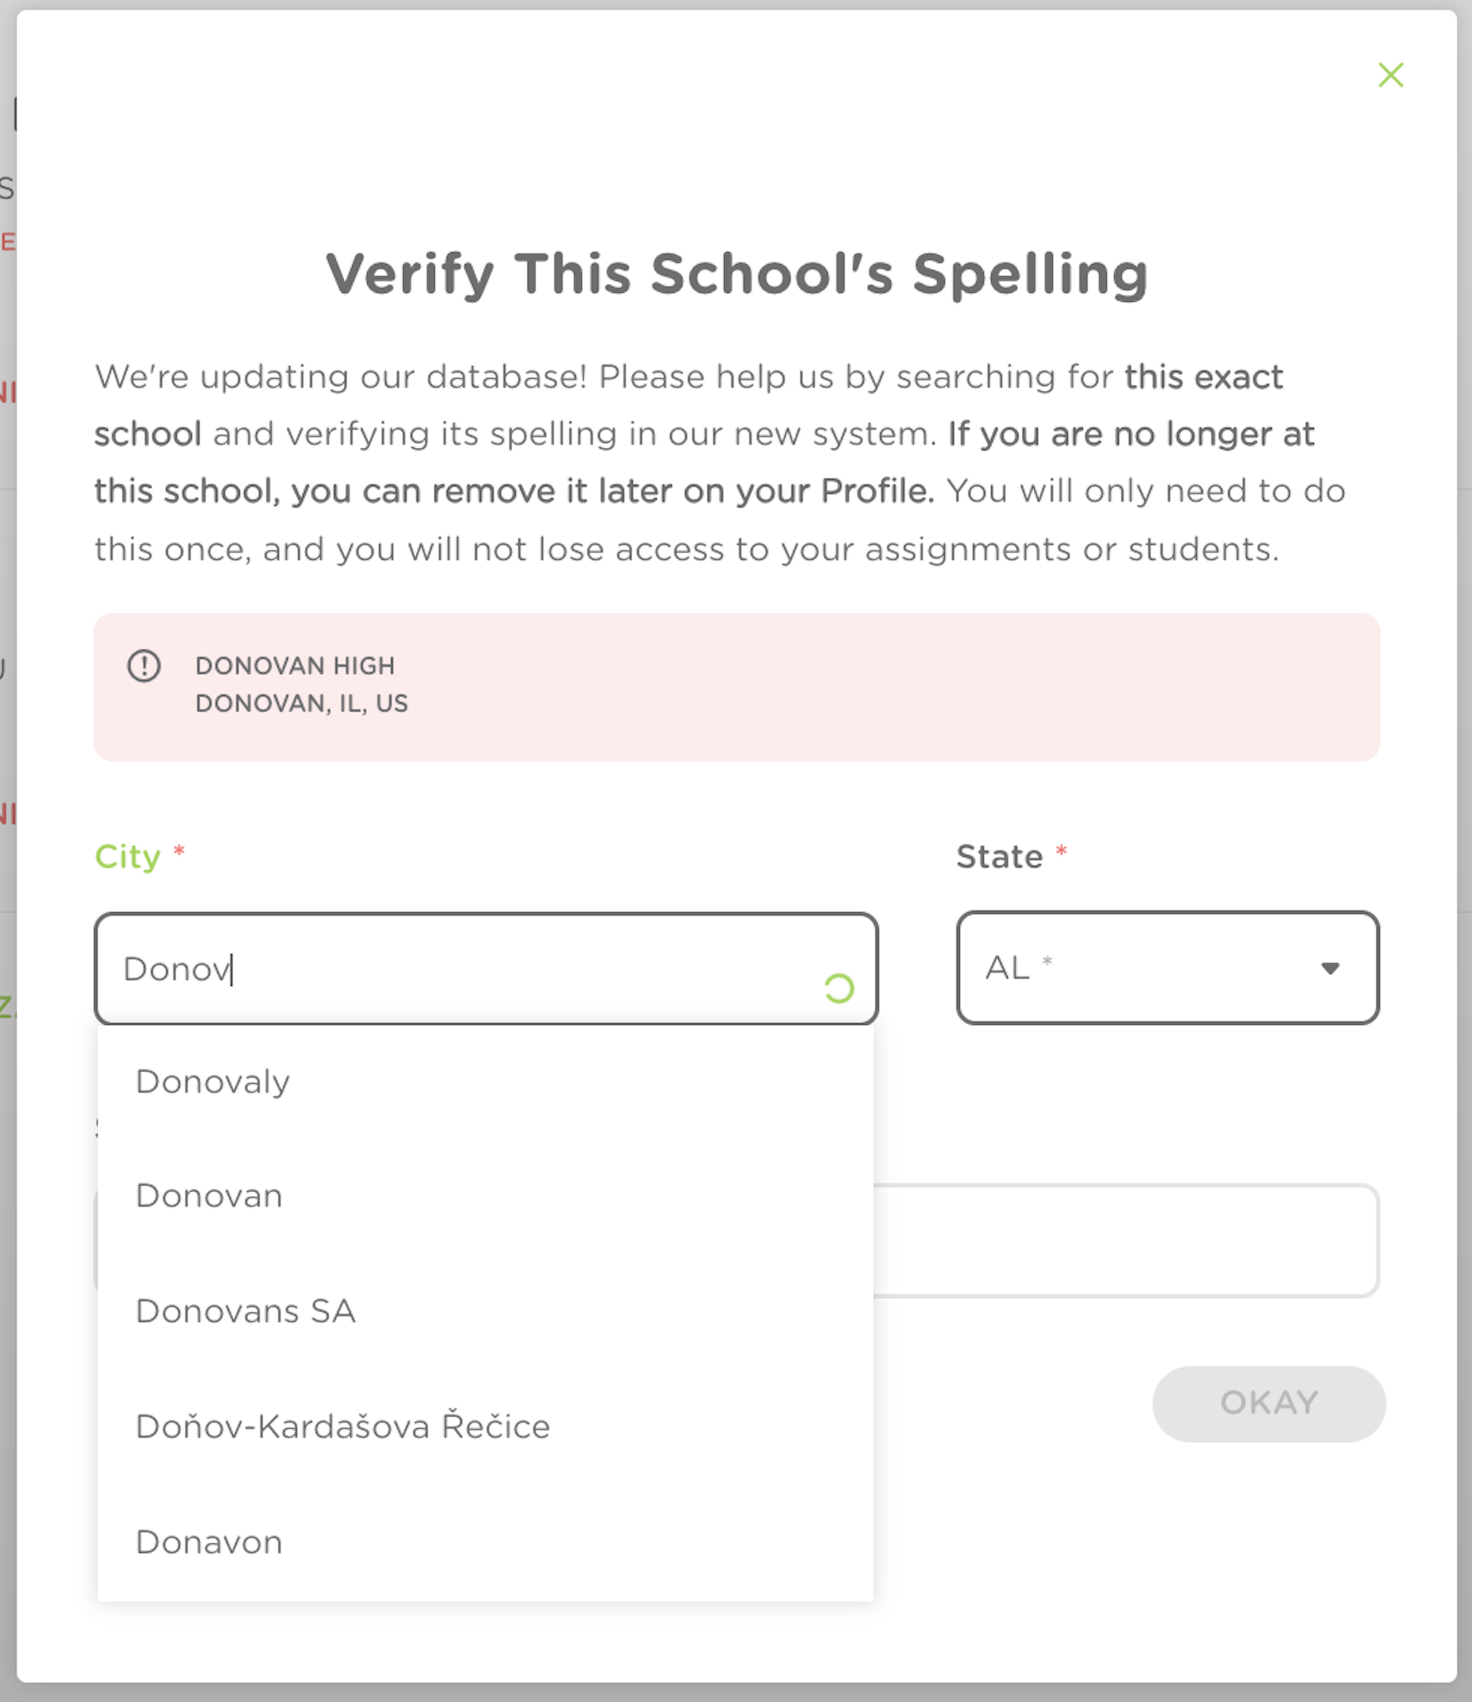 Verify This School's Spelling
We're updating our database! Please help us by searching for this exact
school and verifying its spelling in our new system. If you are no longer at
this school, you can remove it later on your Profile. You will only need to do
this once, and you will not lose access to your assignments or students.
DONOVAN HIGH
DONOVAN, IL, US
City * State *
Donov AL *
Donovaly
Donovan
Donovans SA
Doňov-Kardašova Řečice
Donavon
OKAY